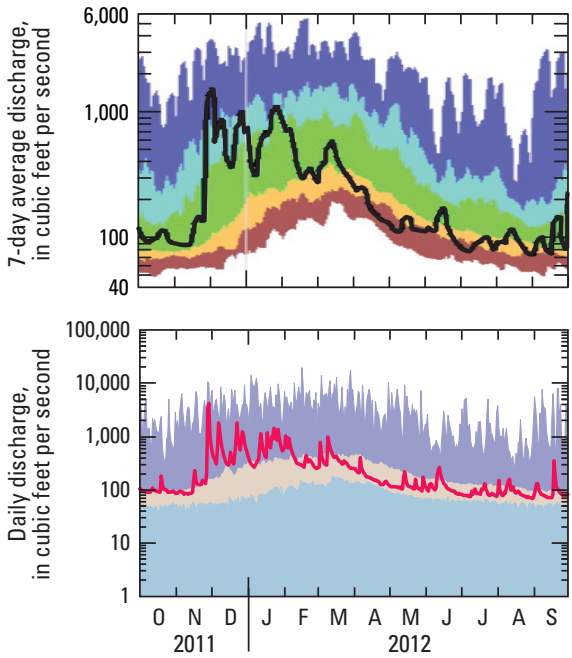 7-day average discharge,
in cubic feet per second
6,000
1,000
100
40
Daily discharge,
in cubic feet per second
100,000
10,000
1,000
100
10
1
O N D J F M A M J J A S
2011 2012